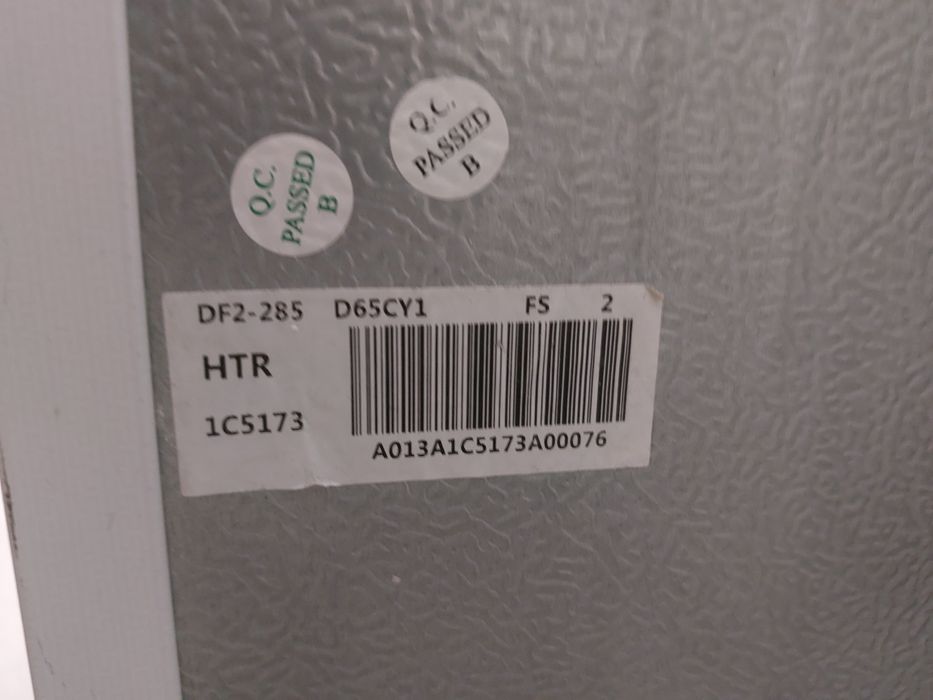 Q.C.
PASSED
B
Q.C.
PASSED
B
DF2-285 D65CY1 FS 2
HTR
1C5173
A013A1C5173A00076